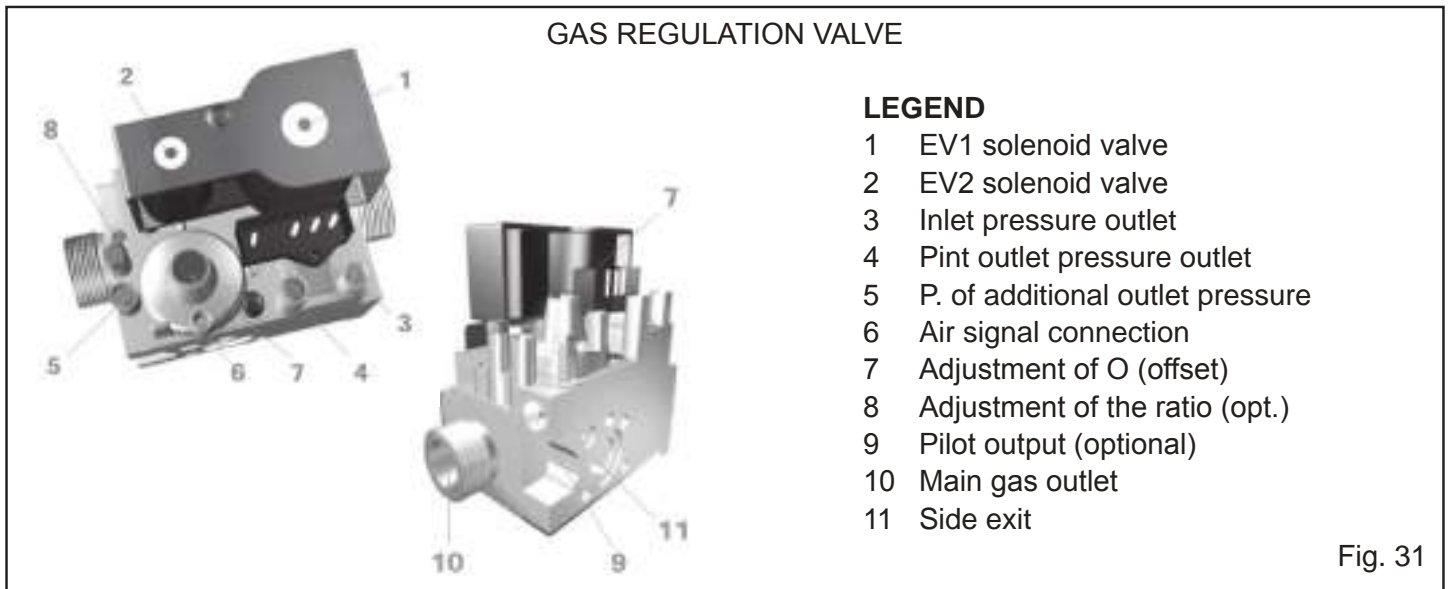 GAS REGULATION VALVE
2
1
8
7
3
5
6
7
4
11
10
9
LEGEND
1 EV1 solenoid valve
2 EV2 solenoid valve
3 Inlet pressure outlet
4 Pint outlet pressure outlet
5 P. of additional outlet pressure
6 Air signal connection
7 Adjustment of O (offset)
8 Adjustment of the ratio (opt.)
9 Pilot output (optional)
10 Main gas outlet
11 Side exit
Fig. 31